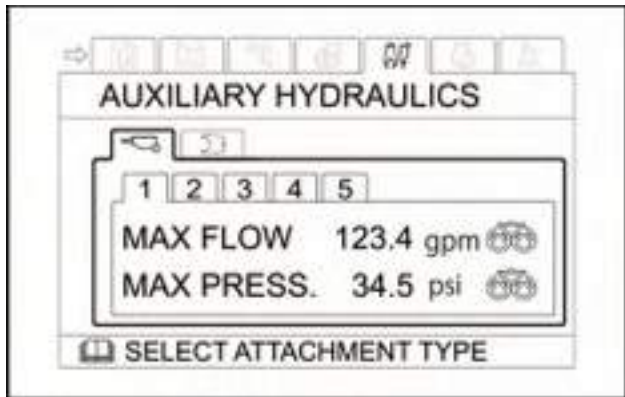 AUXILIARY HYDRAULICS
1 2 3 4 5
MAX FLOW 123.4 gpm
MAX PRESS. 34.5 psi
SELECT ATTACHMENT TYPE